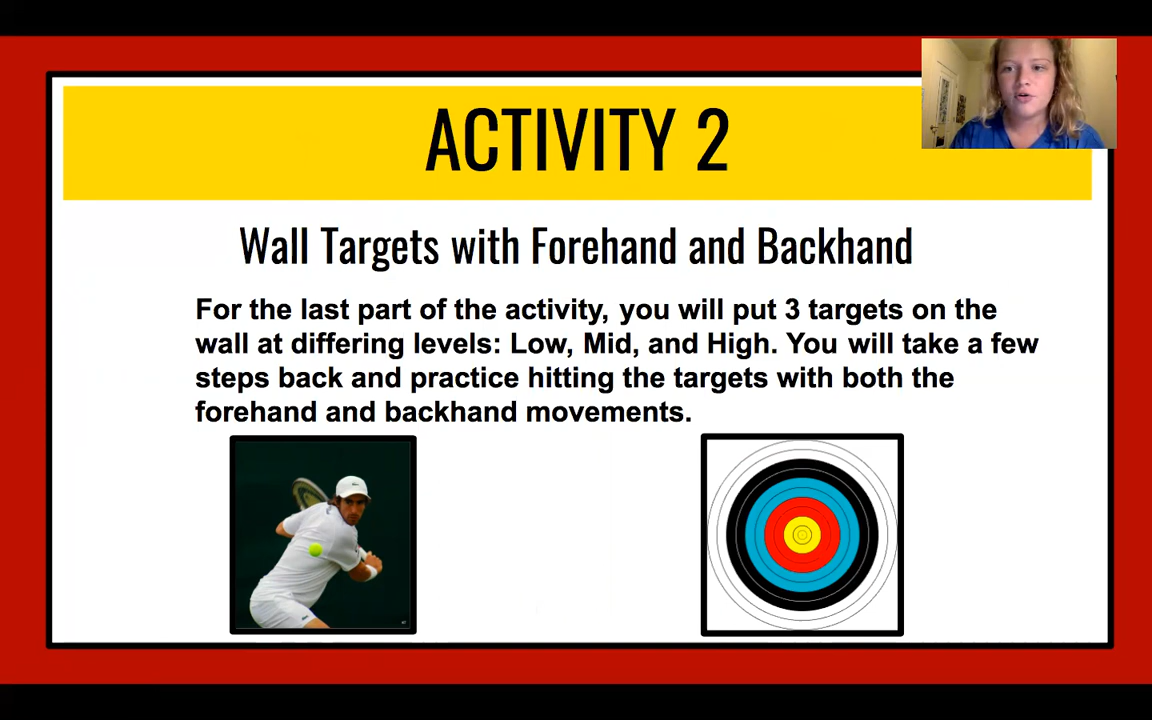 ACTIVITY 2
Wall Targets with Forehand and Backhand
For the last part of the activity, you will put 3 targets on the
wall at differing levels: Low, Mid, and High. You will take a few
steps back and practice hitting the targets with both the
forehand and backhand movements.